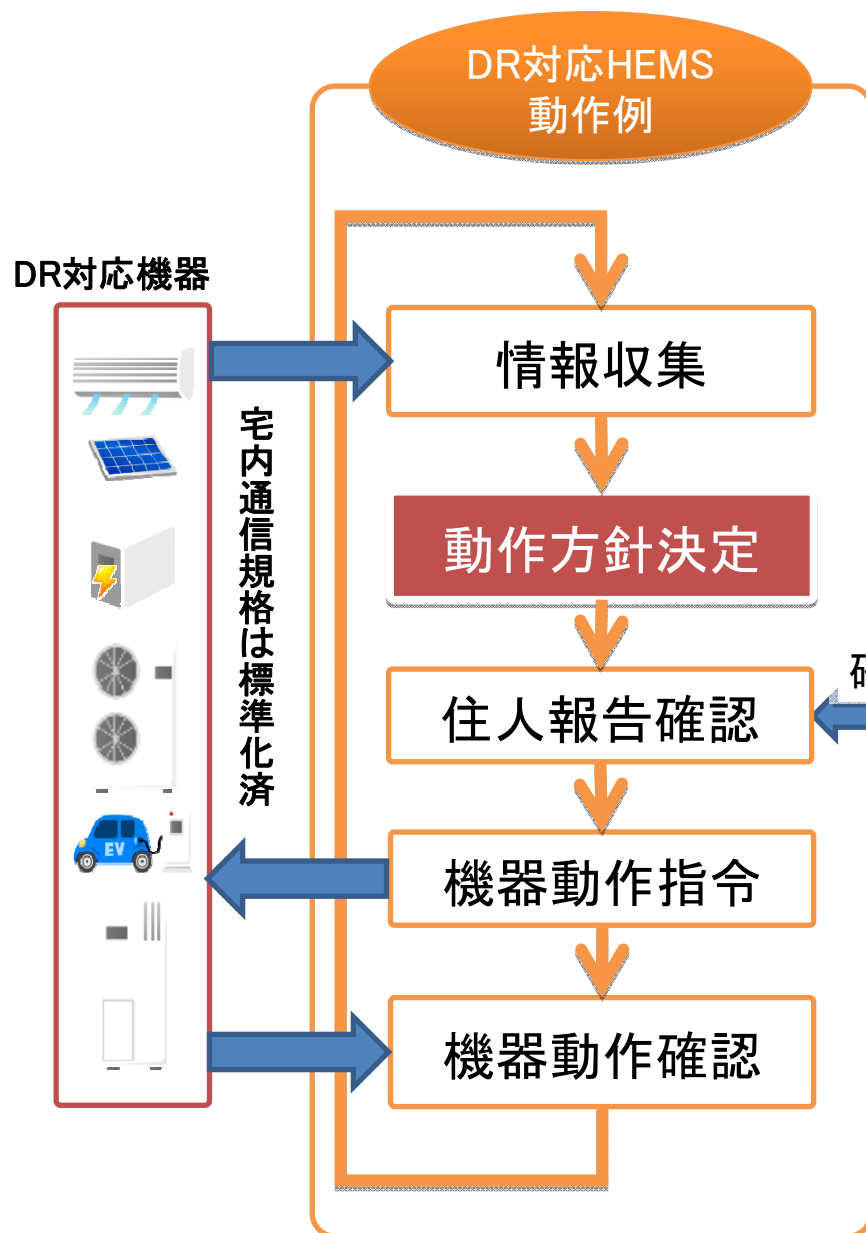 DR対応HEMS
動作例
DR対応機器
情報収集
宅内通信規格は標準化済
動作方針決定
住人報告確認
EV
機器動作指令
機器動作確認